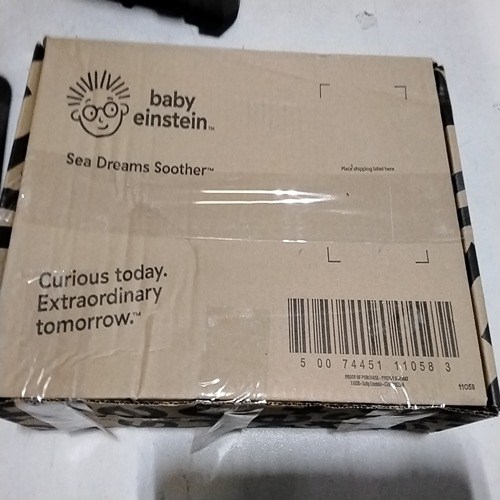 baby
einstein™
Sea Dreams Soother™
Place shipping label here
Curious today.
Extraordinary
tomorrow.™
5 00 74451 11058 3
11058